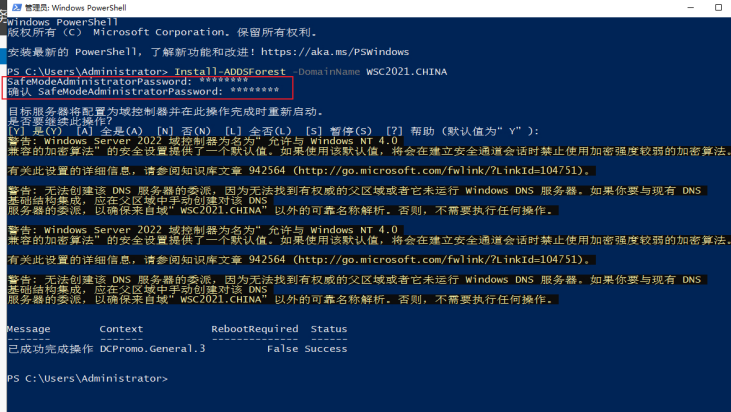 管理员: Windows PowerShell
Windows PowerShell
版权所有 (C) Microsoft Corporation。保留所有权利。
安装最新的 PowerShell，了解新功能和改进！https://aka.ms/PSWindows
PS C:\Users\Administrator> Install-ADDSForest -DomainName WSC2021.CHINA
SafeModeAdministratorPassword: ********
确认 SafeModeAdministratorPassword: ********
目标服务器将配置为域控制器并在此操作完成时重新启动。
是否要继续此操作?
[Y] 是(Y)  [A] 全是(A)  [N] 否(N)  [L] 全否(L)  [S] 暂停(S)  [?] 帮助 (默认值为“Y”):
警告: Windows Server 2022 域控制器为名为“允许与 Windows NT 4.0
兼容的加密算法”的安全设置提供了一个默认值。如果使用该默认值，将会在建立安全通道会话时禁止使用加密强度较弱的加密算法。
有关此设置的详细信息，请参阅知识库文章 942564 (http://go.microsoft.com/fwlink/?LinkId=104751)。
警告: 无法创建该 DNS 服务器的委派，因为无法找到有权威的父区域或者它未运行 Windows DNS 服务器。如果你要与现有 DNS
基础结构集成，应在父区域中手动创建对该 DNS
服务器的委派，以确保来自域“WSC2021.CHINA”以外的可靠名称解析。否则，不需要执行任何操作。
警告: Windows Server 2022 域控制器为名为“允许与 Windows NT 4.0
兼容的加密算法”的安全设置提供了一个默认值。如果使用该默认值，将会在建立安全通道会话时禁止使用加密强度较弱的加密算法。
有关此设置的详细信息，请参阅知识库文章 942564 (http://go.microsoft.com/fwlink/?LinkId=104751)。
警告: 无法创建该 DNS 服务器的委派，因为无法找到有权威的父区域或者它未运行 Windows DNS 服务器。如果你要与现有 DNS
基础结构集成，应在父区域中手动创建对该 DNS
服务器的委派，以确保来自域“WSC2021.CHINA”以外的可靠名称解析。否则，不需要执行任何操作。
Message Context RebootRequired Status
------- ------- -------------- ------
已成功完成操作 DCPromo.General.3 False Success
PS C:\Users\Administrator>